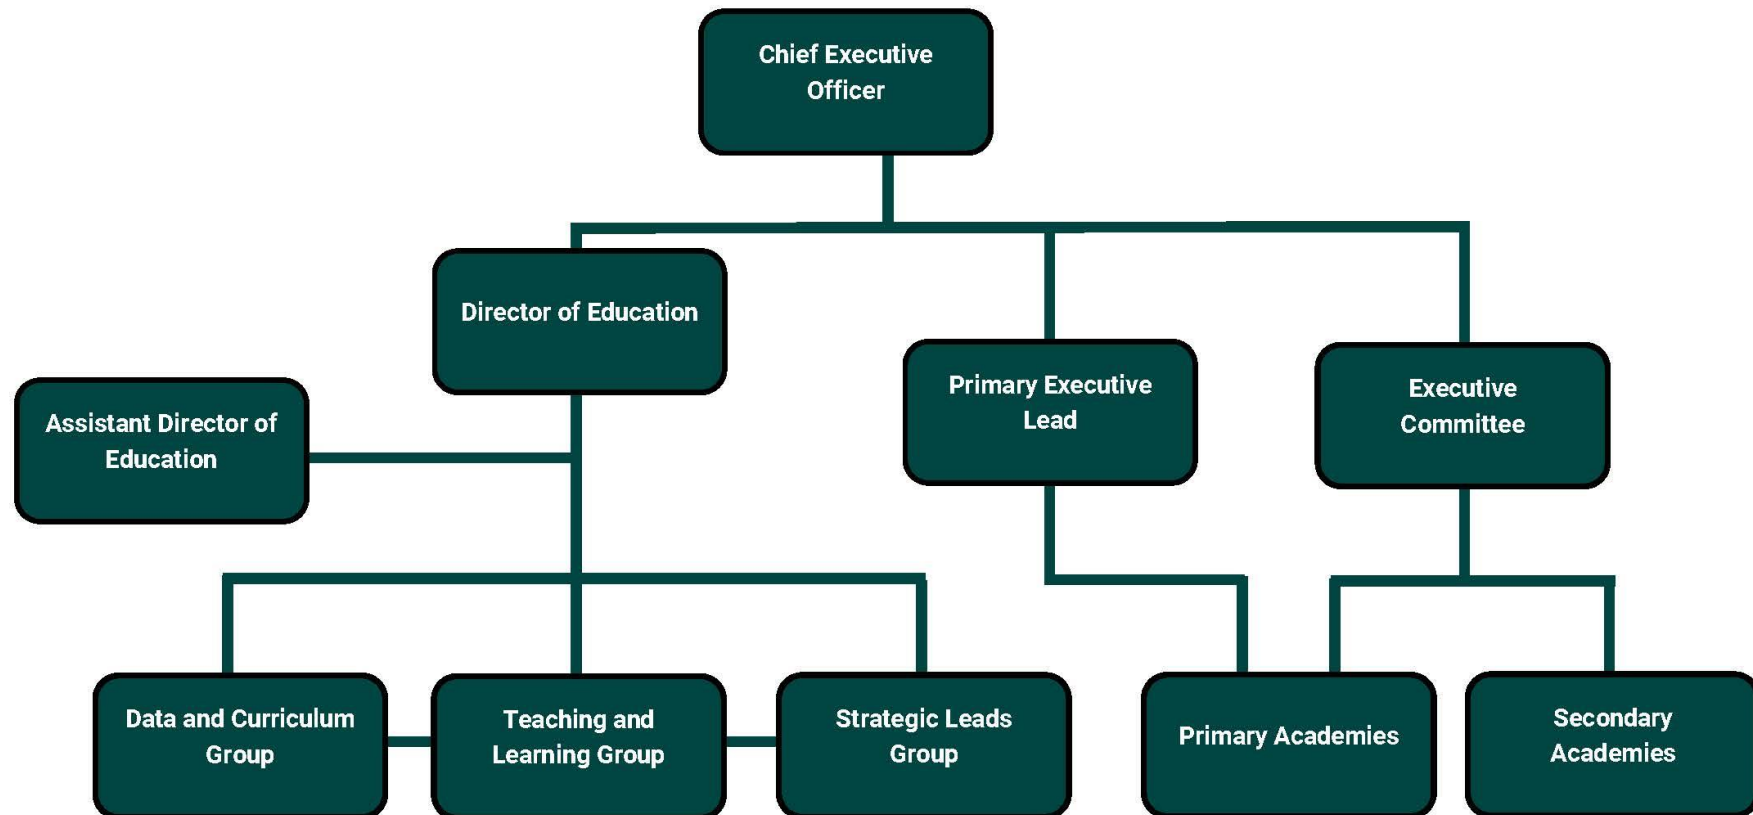 Chief Executive
Officer
Director of Education
Assistant Director of
Education
Primary Executive
Lead
Executive
Committee
Data and Curriculum
Group
Teaching and
Learning Group
Strategic Leads
Group
Primary Academies
Secondary
Academies